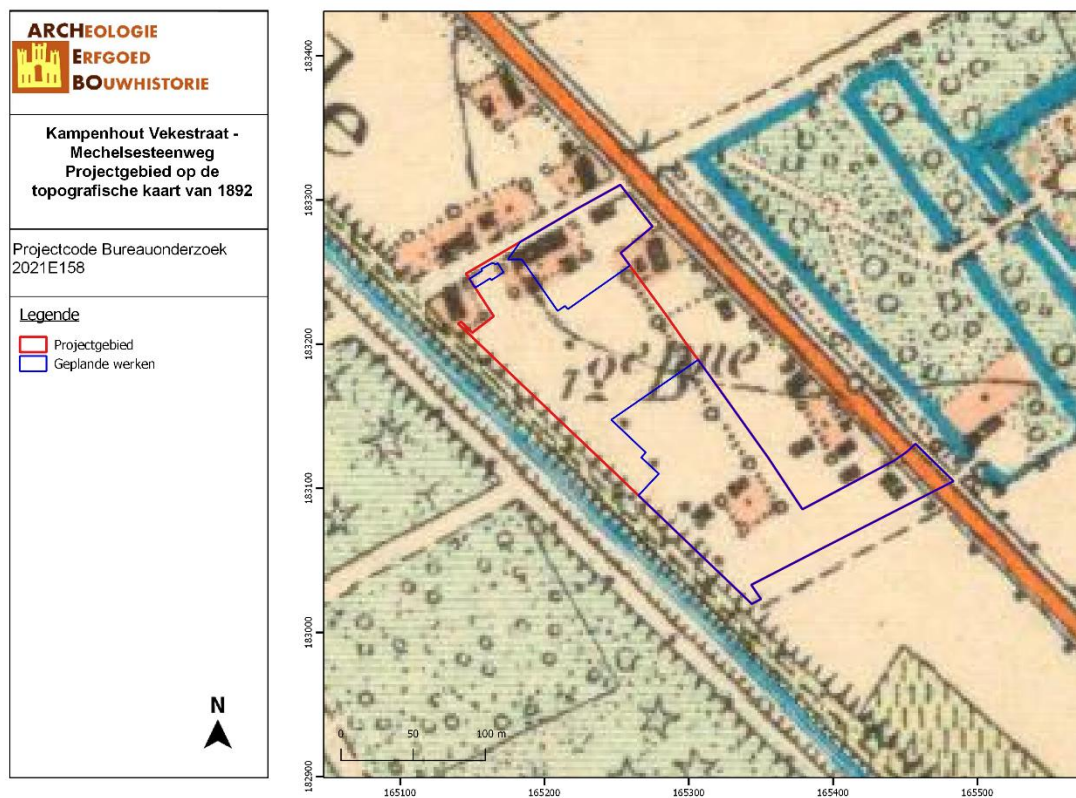 ARCHEOLOGIE
ERFGOED
BOUWHISTORIE
Kampenhout Vekestraat -
Mechelsesteenweg
Projectgebied op de
topografische kaart van 1892
Projectcode Bureauonderzoek
2021E158
Legende
Projectgebied
Geplande werken
N
183400
183300
183200
183100
183000
182900
0 50 100 m
165100 165200 165300 165400 165500